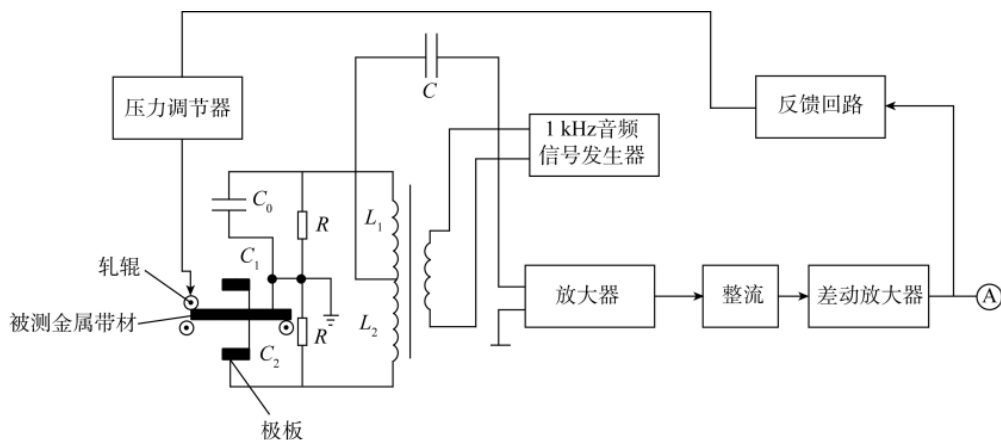 压力调节器
C
反馈回路
1 kHz音频
信号发生器
C₀
R
L₁
C₁
轧辊
放大器
整流
差动放大器
A
被测金属带材
R
L₂
C₂
极板